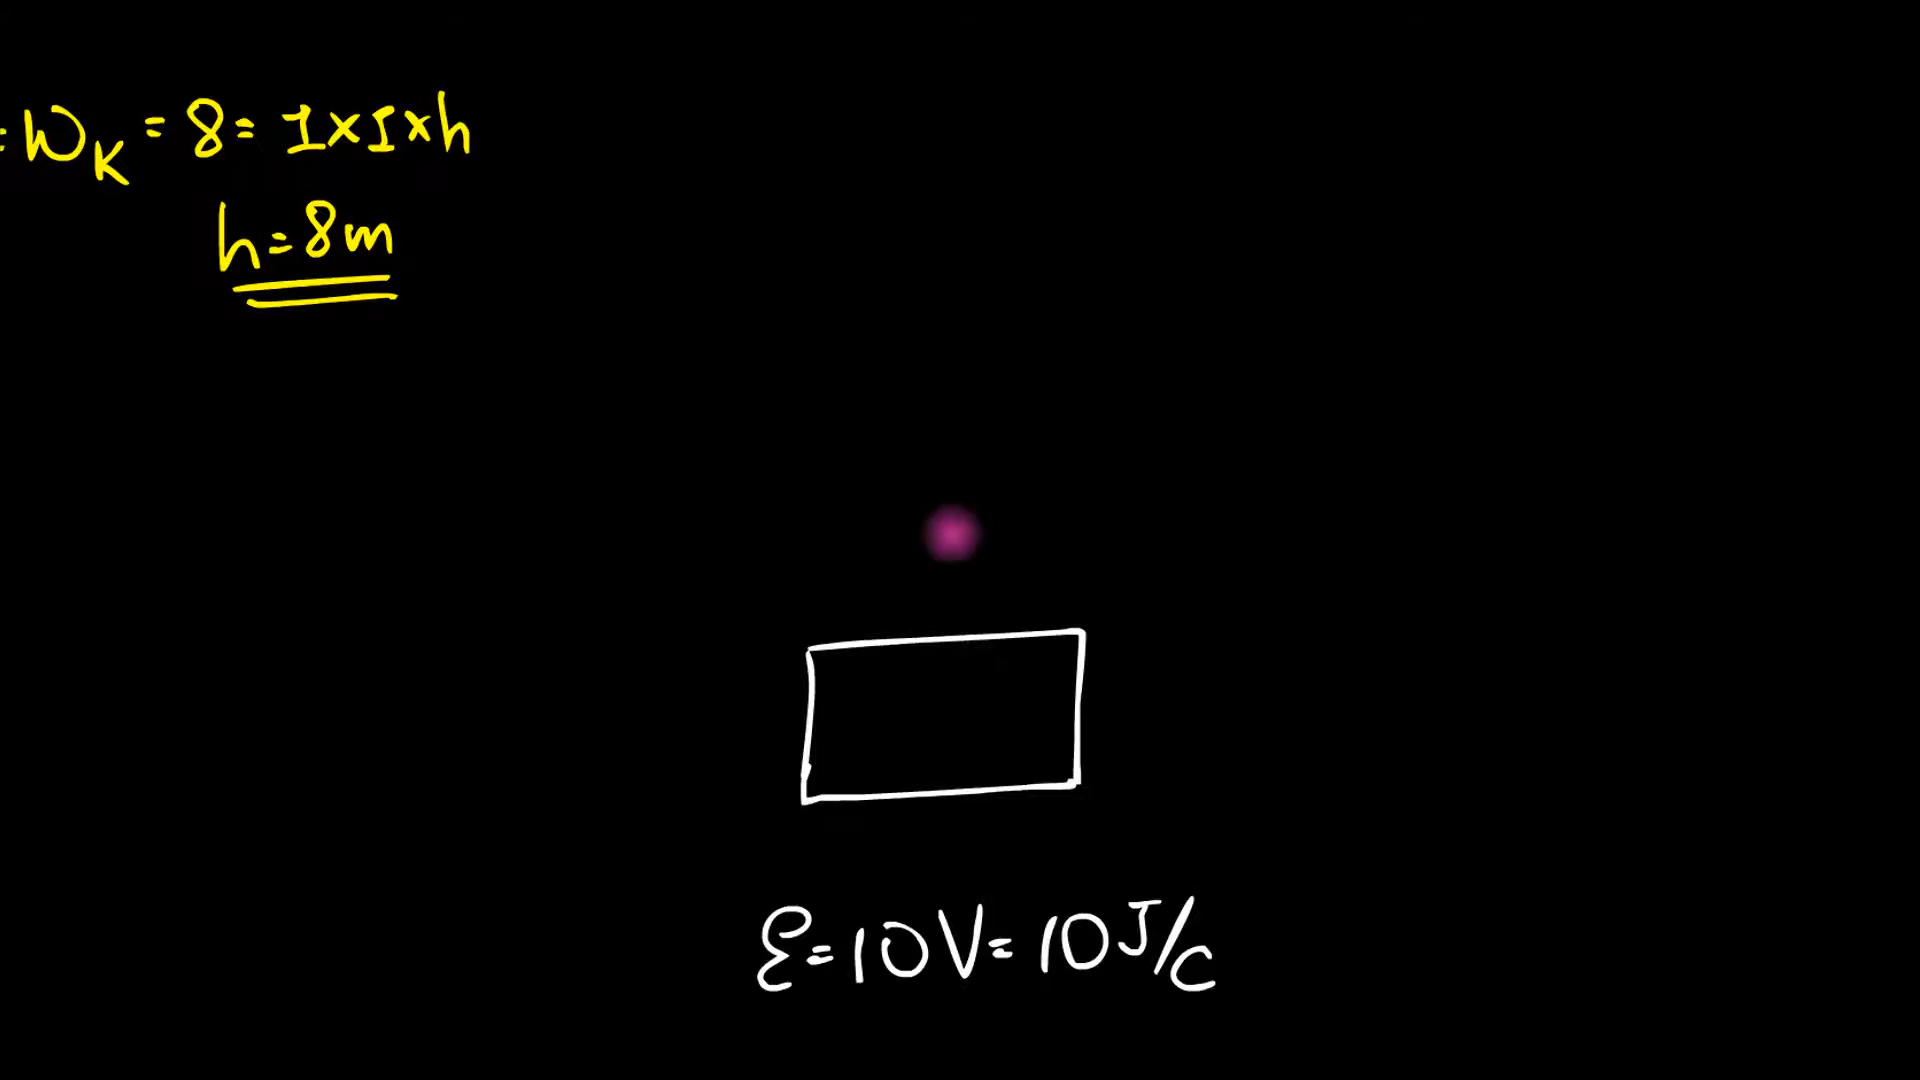 =W_K = 8 = 1×1×h
h=8m
ε=10V=10J/C